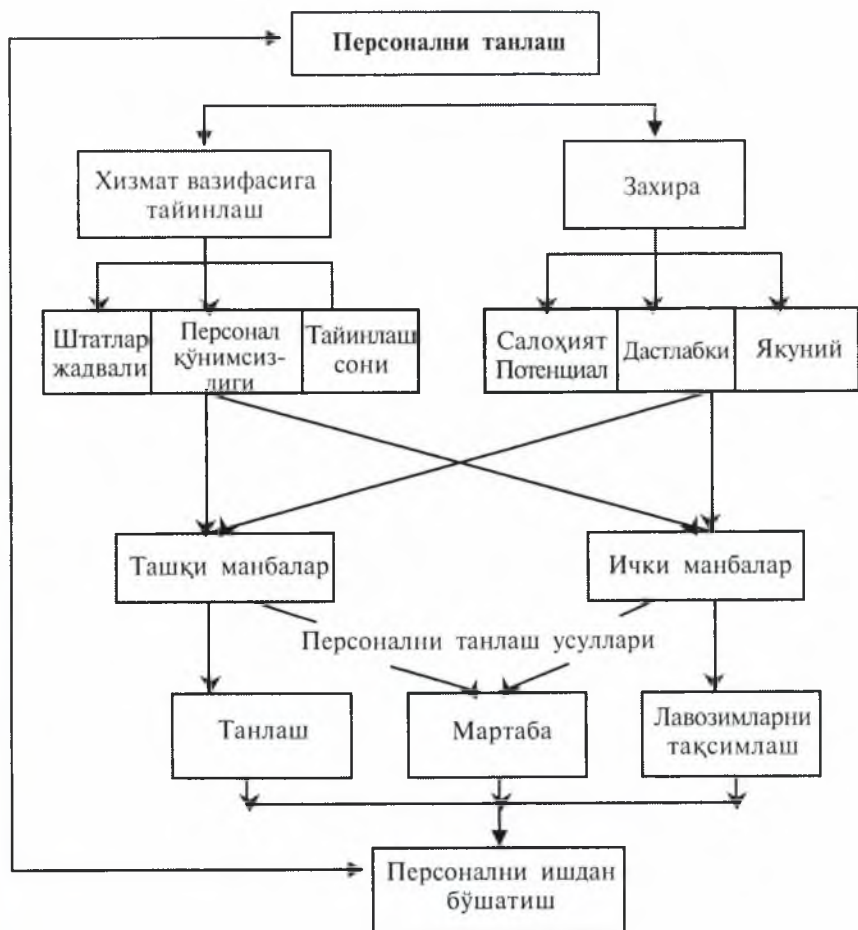 Персонални танлаш
Хизмат вазифасига
тайинлаш
Захира
Штатлар
жадвали
Персонал
қўнимсиз-
лиги
Тайинлаш
сони
Салоҳият
Потенциал
Дастлабки
Якуний
Ташқи манбалар
Ички манбалар
Персонални танлаш усуллари
Танлаш
Мартаба
Лавозимларни
тақсимлаш
Персонални ишдан
бўшатиш